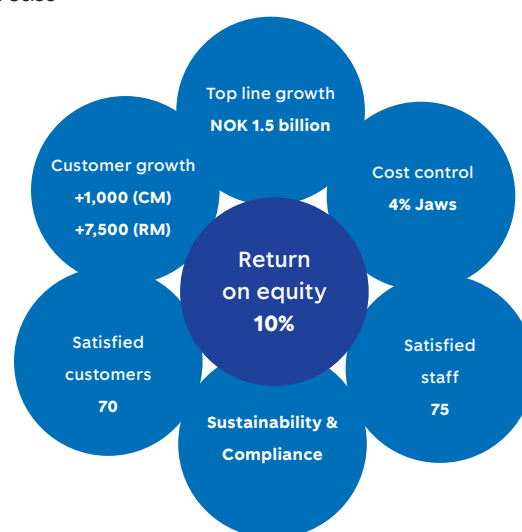 Top line growth
NOK 1.5 billion
Customer growth
+1,000 (CM)
+7,500 (RM)
Cost control
4% Jaws
Return
on equity
10%
Satisfied
customers
70
Satisfied
staff
75
Sustainability &
Compliance